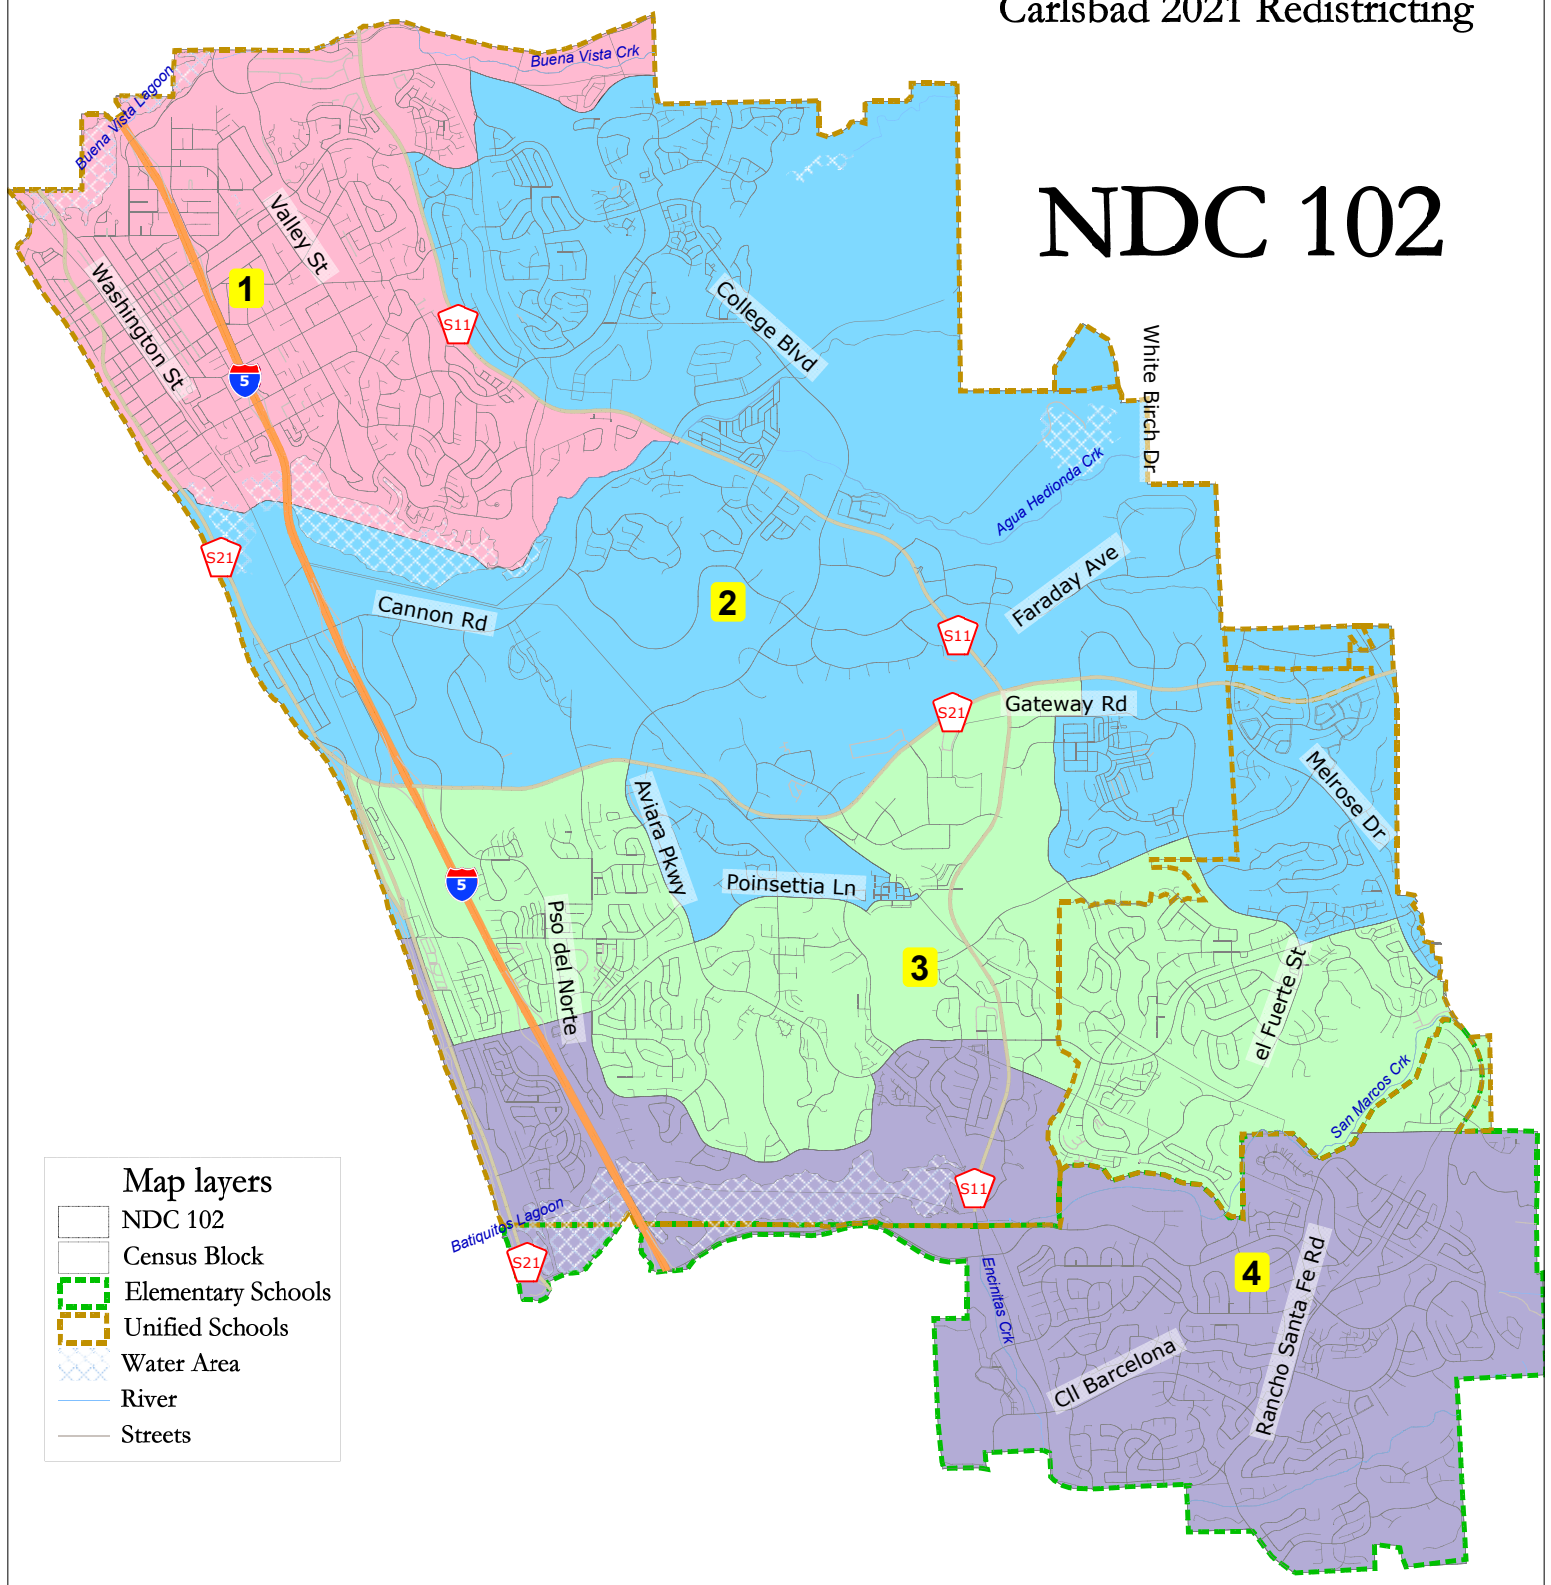 Carlsbad 2021 Redistricting
NDC 102
Buena Vista Crk
Buena Vista Lagoon
Valley St
Washington St
1
S11
5
College Blvd
White Birch Dr
Agua Hedionda Crk
S21
Cannon Rd
2
Faraday Ave
S11
S21
Gateway Rd
Melrose Dr
Aviara Pkwy
Poinsettia Ln
5
Pso del Norte
3
el Fuerte St
San Marcos Crk
S11
Batiquitos Lagoon
S21
4
Encinitas Crk
Rancho Santa Fe Rd
Cll Barcelona
Map layers
NDC 102
Census Block
Elementary Schools
Unified Schools
Water Area
River
Streets